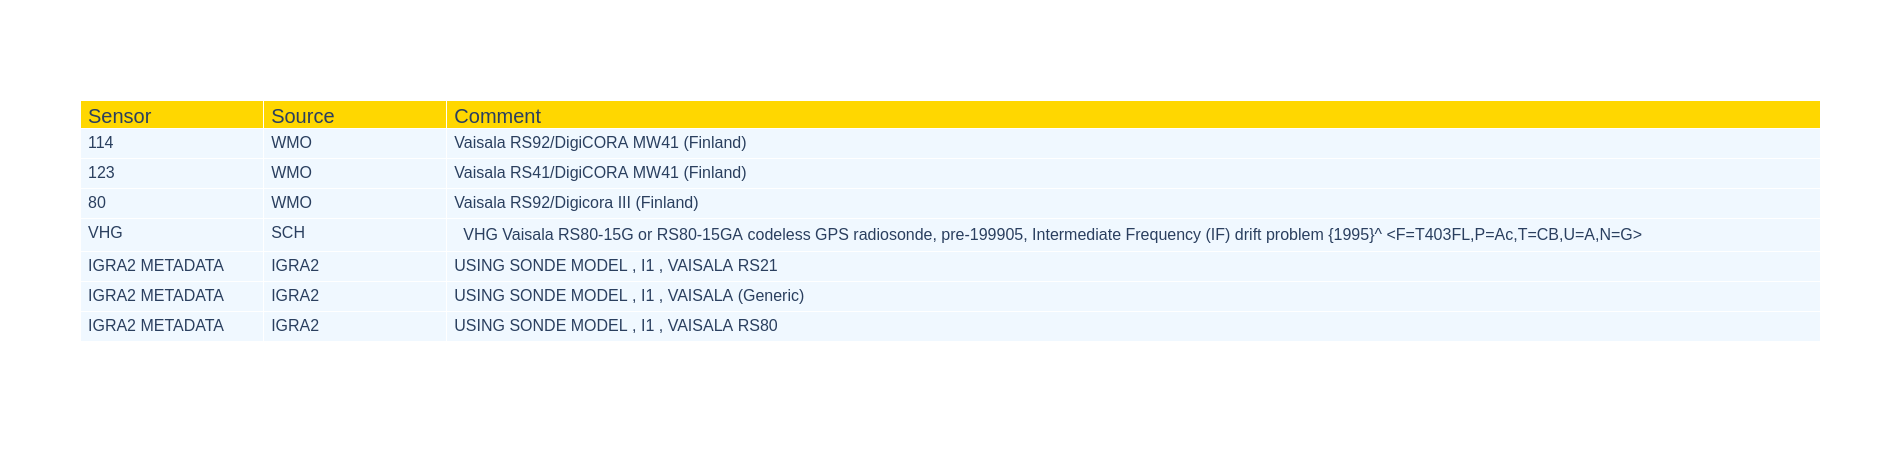 Sensor Source Comment
114 WMO Vaisala RS92/DigiCORA MW41 (Finland)
123 WMO Vaisala RS41/DigiCORA MW41 (Finland)
80 WMO Vaisala RS92/Digicora III (Finland)
VHG SCH VHG Vaisala RS80-15G or RS80-15GA codeless GPS radiosonde, pre-199905, Intermediate Frequency (IF) drift problem {1995}^ <F=T403FL,P=Ac,T=CB,U=A,N=G>
IGRA2 METADATA IGRA2 USING SONDE MODEL , I1 , VAISALA RS21
IGRA2 METADATA IGRA2 USING SONDE MODEL , I1 , VAISALA (Generic)
IGRA2 METADATA IGRA2 USING SONDE MODEL , I1 , VAISALA RS80